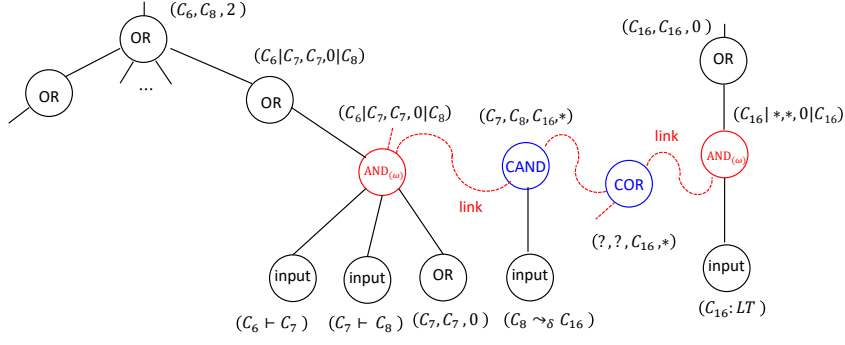 (C₆, C₈, 2)
OR
(C₆|C₇, C₇,0|C₈)
OR
...
OR
(C₁₆, C₁₆, 0)
OR
(C₆|C₇, C₇,0|C₈)
(C₇, C₈, C₁₆,*)
(C₁₆| *,*, 0|C₁₆)
link
AND₍ω₎
CAND
COR
AND₍ω₎
link
(?, ?, C₁₆,*)
input
input
OR
input
input
(C₆ ⊢ C₇)
(C₇ ⊢ C₈)
(C₇, C₇, 0)
(C₈ ⤳δ C₁₆)
(C₁₆: LT)